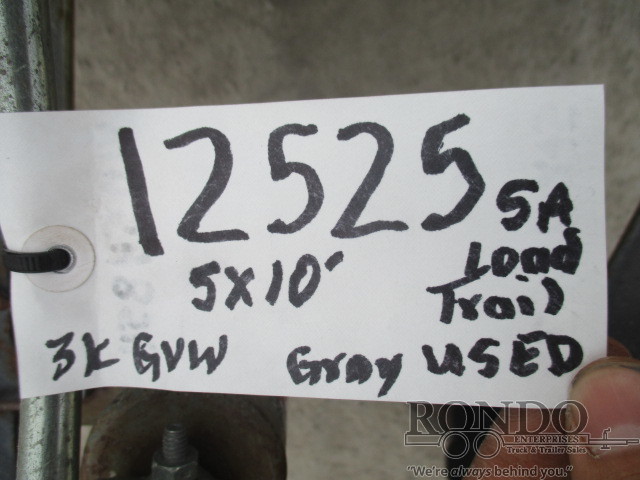 12525 SA
5X10' Load
Trail
3K GVW Gray USED
RONDO
ENTERPRISES
Truck & Trailer Sales
"We're always behind you."